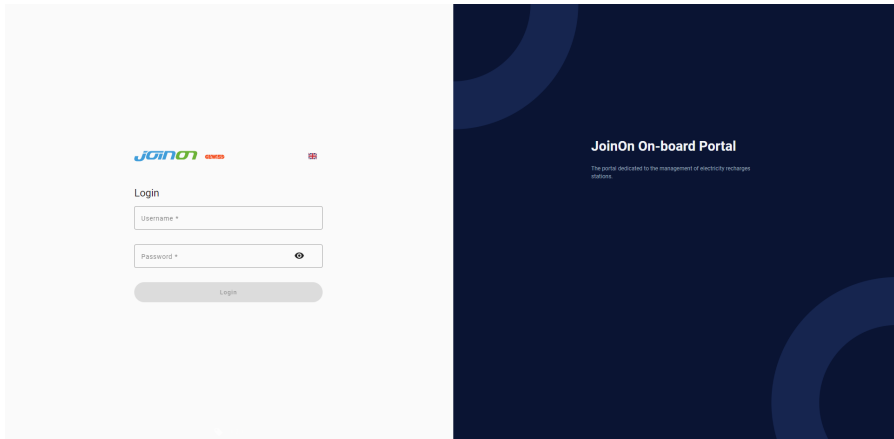 JOINON
GEWISS
Login
Username *
Password *
Login
JoinOn On-board Portal
The portal dedicated to the management of electricity recharges
stations.